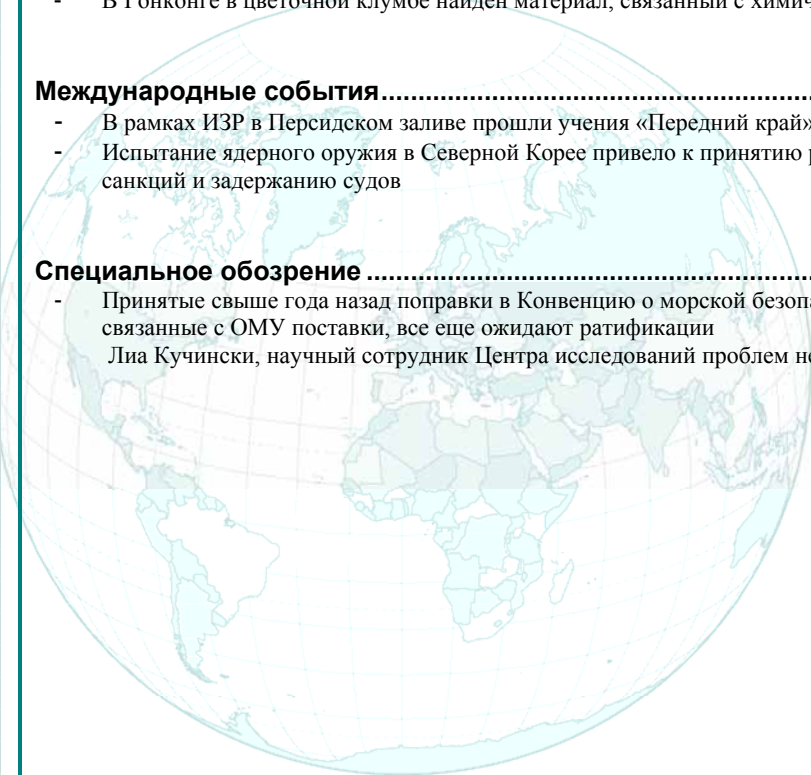 - В Гонконге в цветочной клумбе найден материал, связанный с
Международные события...........................................................
- В рамках ИЗР в Персидском заливе прошли учения «Передний край»
- Испытание ядерного оружия в Северной Корее привело к принятию
санкций и задержанию судов
Специальное обозрение ...........................................................
- Принятые свыше года назад поправки в Конвенцию о морской
связанные с ОМУ поставки, все еще ожидают ратификации
Лиа Кучински, научный сотрудник Центра исследований проблем